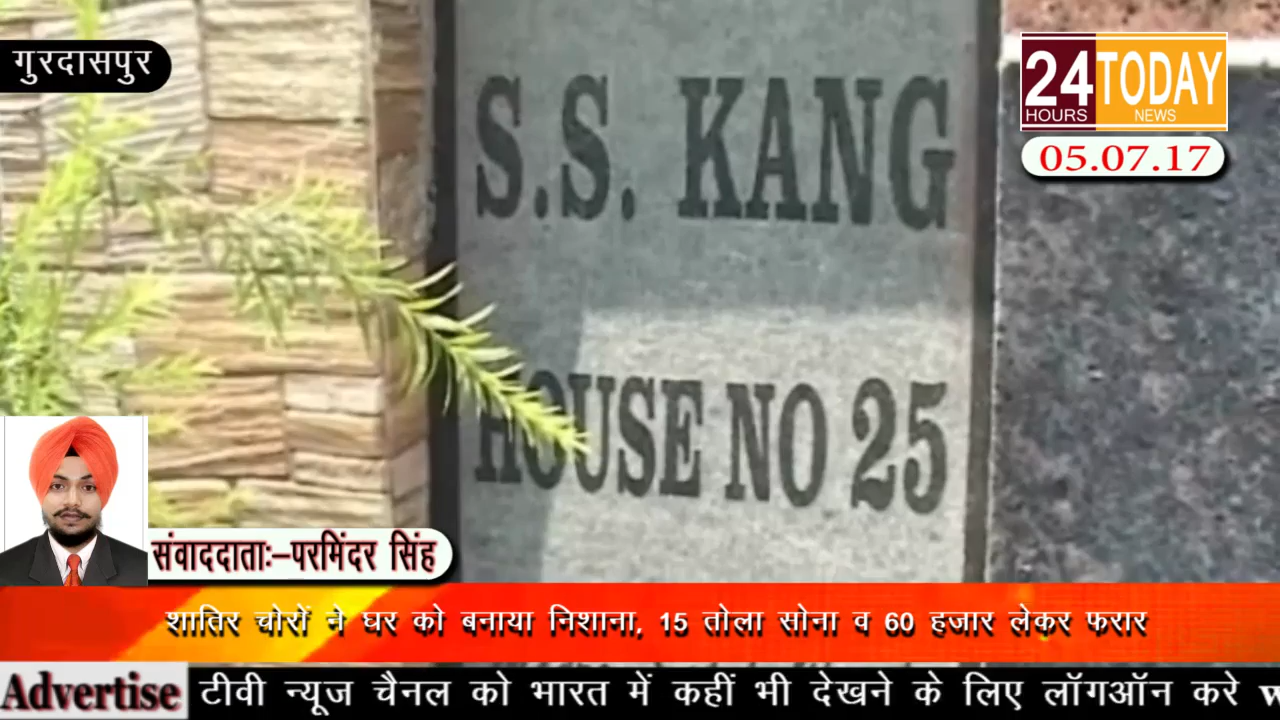 गुरदासपुर
24 TODAY
HOURS NEWS
05.07.17
S.S. KANG
HOUSE NO 25
संवाददाताः-परमिंदर सिंह
शातिर चोरों ने घर को बनाया निशाना, 15 तोला सोना व 60 हजार लेकर फरार
Advertise टीवी न्यूज चैनल को भारत में कहीं भी देखने के लिए लॉगऑन करे w